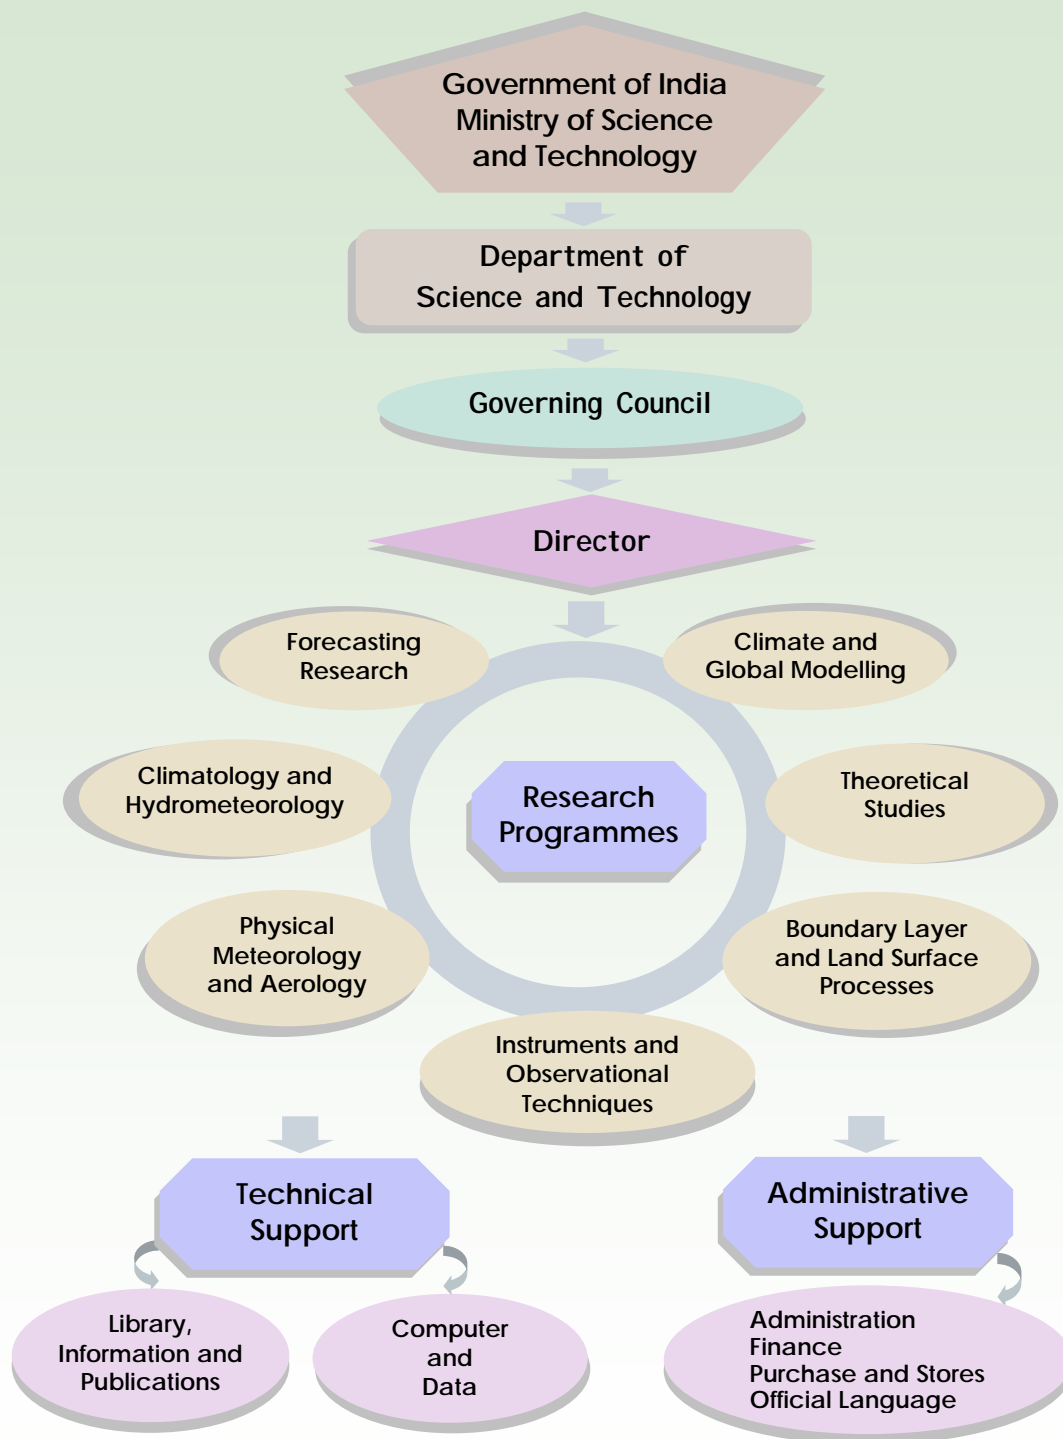 Government of India
Ministry of Science
and Technology
Department of
Science and Technology
Governing Council
Director
Forecasting
Research
Climate and
Global Modelling
Climatology and
Hydrometeorology
Research
Programmes
Theoretical
Studies
Physical
Meteorology
and Aerology
Boundary Layer
and Land Surface
Processes
Instruments and
Observational
Techniques
Technical
Support
Administrative
Support
Library,
Information and
Publications
Computer
and
Data
Administration
Finance
Purchase and Stores
Official Language